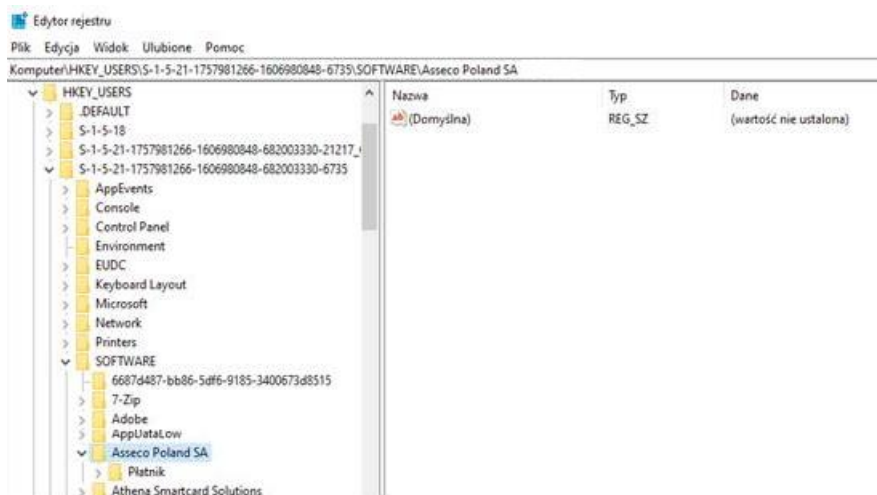 Edytor rejestru
Plik Edycja Widok Ulubione Pomoc
Komputer\HKEY_USERS\S-1-5-21-1757981266-1606980848-6735\SOFTWARE\Asseco Poland SA
HKEY_USERS
.DEFAULT
S-1-5-18
S-1-5-21-1757981266-1606980848-682003330-21217_
S-1-5-21-1757981266-1606980848-682003330-6735
AppEvents
Console
Control Panel
Environment
EUDC
Keyboard Layout
Microsoft
Network
Printers
SOFTWARE
6687d487-bb86-5df6-9185-3400673d8515
7-Zip
Adobe
AppDataLow
Asseco Poland SA
Płatnik
Athena Smartcard Solutions
Nazwa Typ Dane
(Domyślna) REG_SZ (wartość nie ustalona)